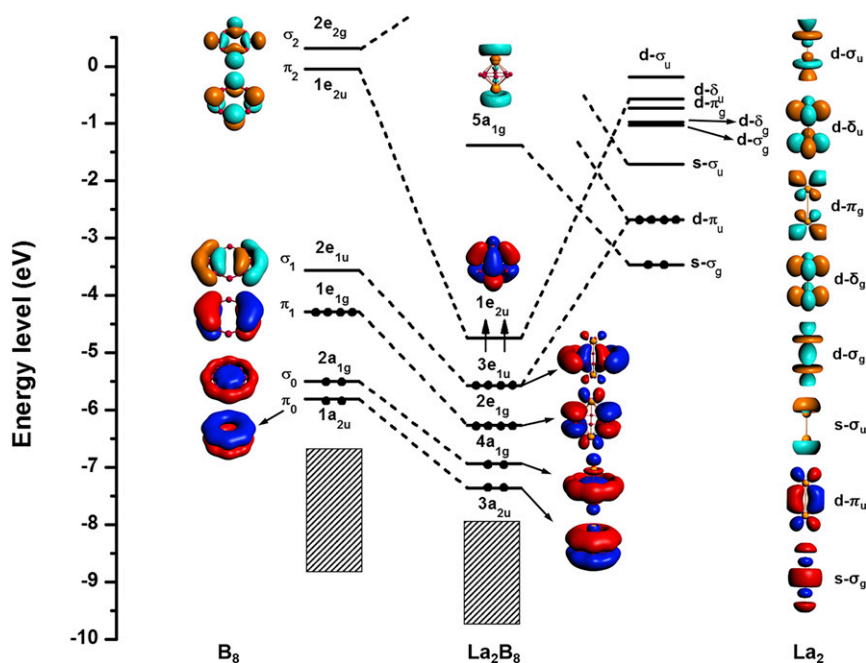 Energy level (eV)
0
-1
-2
-3
-4
-5
-6
-7
-8
-9
-10
σ2 2e2g
π2 1e2u
σ1 2e1u
π1 1e1g
σ0 2a1g
π0 1a2u
B8
5a1g
1e2u
3e1u
2e1g
4a1g
3a2u
La2B8
d-σu
d-δu
d-πg
d-δg
d-σg
s-σu
d-πu
s-σg
d-σu
d-δu
d-πg
d-δg
d-σg
s-σu
d-πu
s-σg
La2